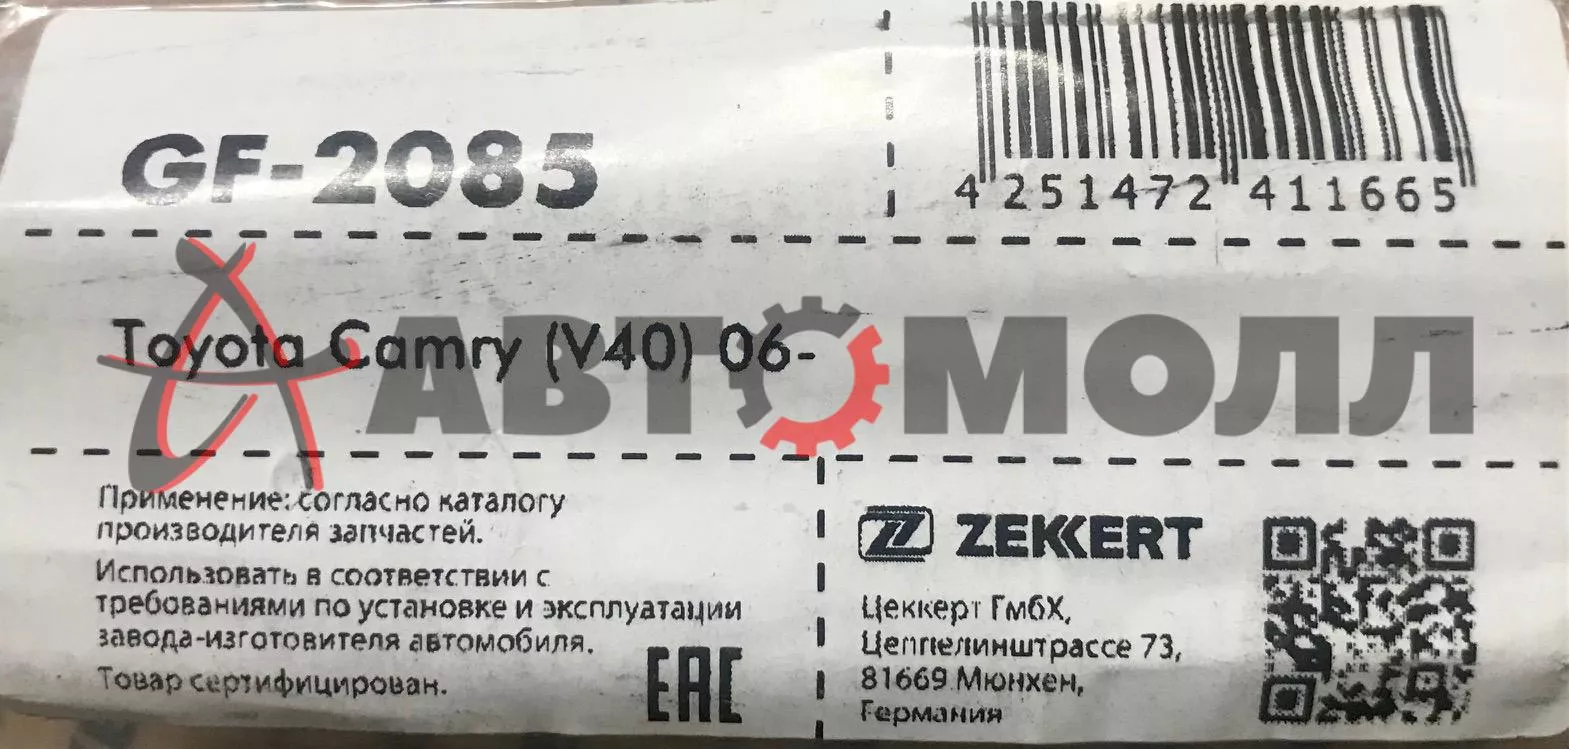 GF-2085
4 251472 411665
Toyota Camry (V40) 06-
АВТОМОЛЛ
Применение: согласно каталогу
производителя запчастей.
Использовать в соответствии с
требованиями по установке и эксплуатации
завода-изготовителя автомобиля.
Товар сертифицирован.
EAC
ZEKKERT
Цеккерт ГмбХ,
Цеппелинштрассе 73,
81669 Мюнхен,
Германия